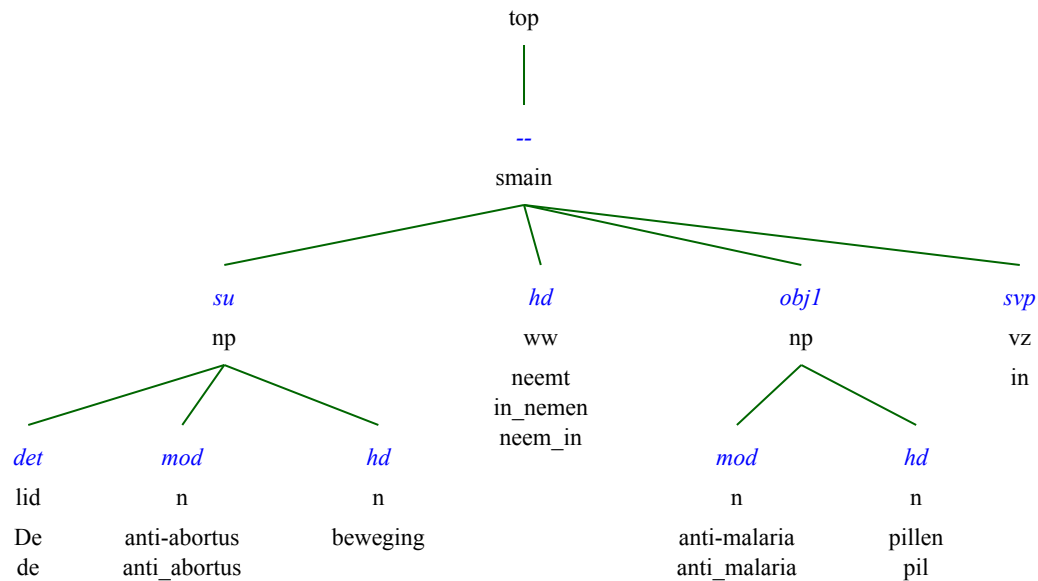 top
--
smain
su hd obj1 svp
np ww np vz
neemt in
in_nemen
neem_in
det mod hd mod hd
lid n n n n
De anti-abortus beweging anti-malaria pillen
de anti_abortus anti_malaria pil